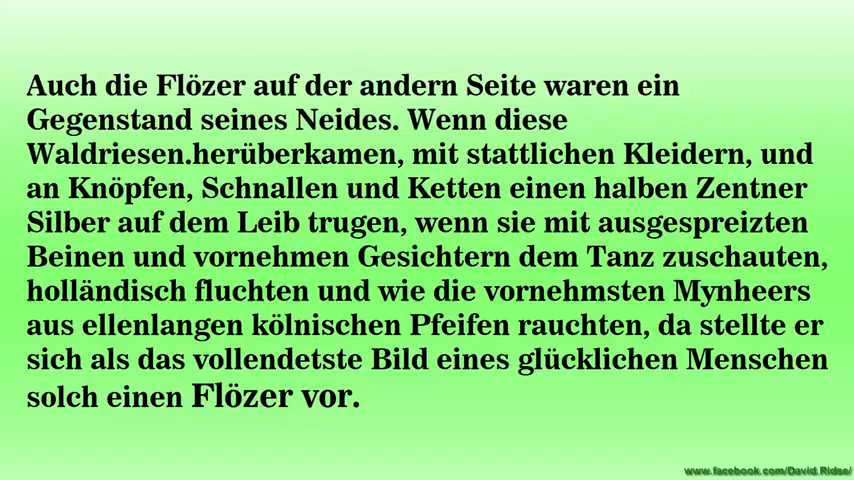 Auch die Flözer auf der andern Seite waren ein
Gegenstand seines Neides. Wenn diese
Waldriesen.herüberkamen, mit stattlichen Kleidern, und
an Knöpfen, Schnallen und Ketten einen halben Zentner
Silber auf dem Leib trugen, wenn sie mit ausgespreizten
Beinen und vornehmen Gesichtern dem Tanz zuschauten,
holländisch fluchten und wie die vornehmsten Mynheers
aus ellenlangen kölnischen Pfeifen rauchten, da stellte er
sich als das vollendetste Bild eines glücklichen Menschen
solch einen Flözer vor.
www.facebook.com/David.Ridse/